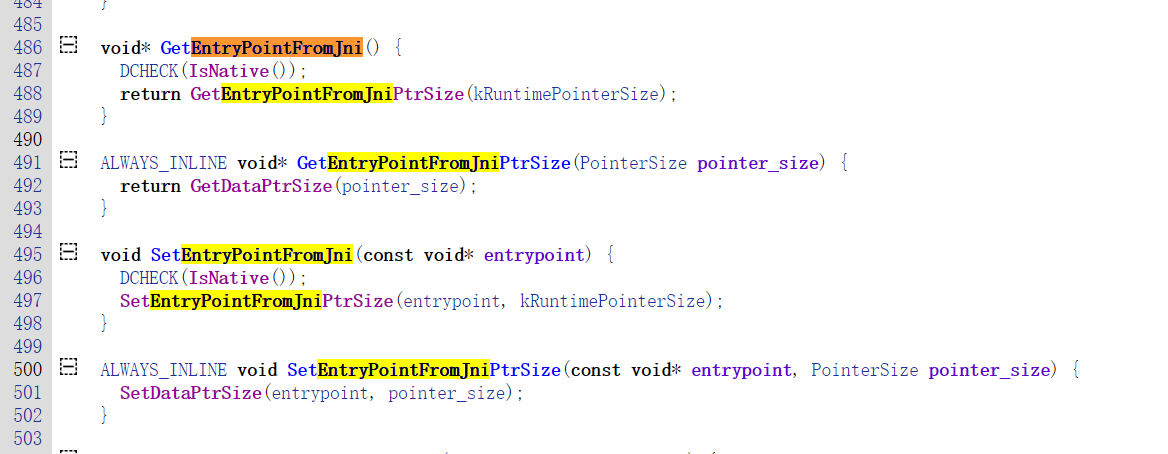 484 }
485
486 void* GetEntryPointFromJni() {
487 DCHECK(IsNative());
488 return GetEntryPointFromJniPtrSize(kRuntimePointerSize);
489 }
490
491 ALWAYS_INLINE void* GetEntryPointFromJniPtrSize(PointerSize pointer_size) {
492 return GetDataPtrSize(pointer_size);
493 }
494
495 void SetEntryPointFromJni(const void* entrypoint) {
496 DCHECK(IsNative());
497 SetEntryPointFromJniPtrSize(entrypoint, kRuntimePointerSize);
498 }
499
500 ALWAYS_INLINE void SetEntryPointFromJniPtrSize(const void* entrypoint, PointerSize pointer_size) {
501 SetDataPtrSize(entrypoint, pointer_size);
502 }
503